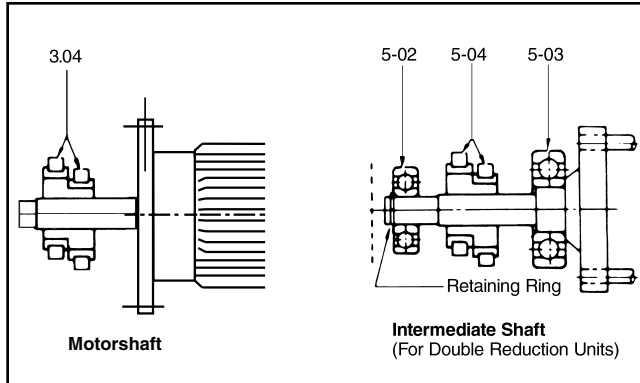 3.04
5-02 5-04 5-03
Retaining Ring
Motorshaft
Intermediate Shaft
(For Double Reduction Units)